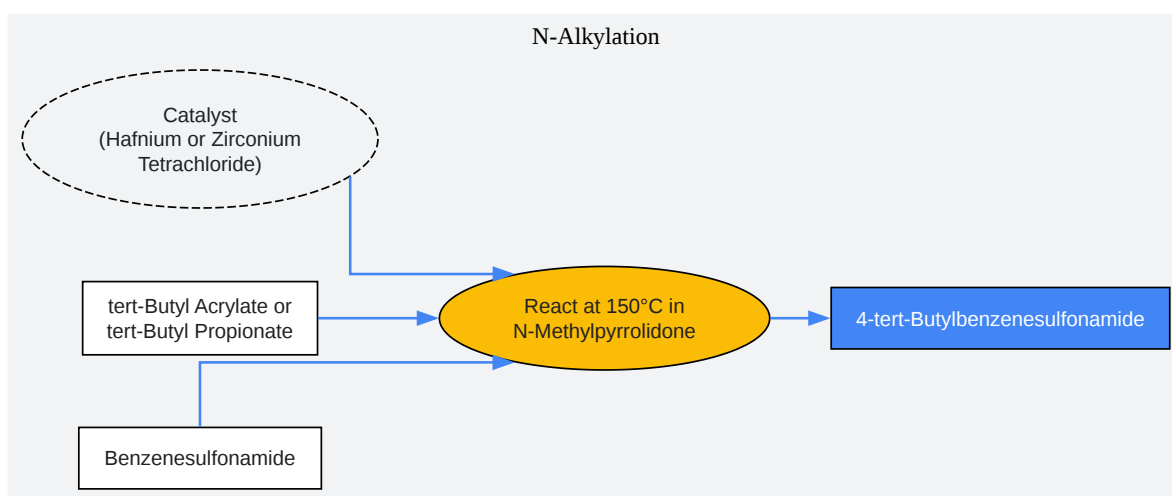 N-Alkylation
Catalyst
(Hafnium or Zirconium
Tetrachloride)
tert-Butyl Acrylate or
tert-Butyl Propionate
React at 150°C in
N-Methylpyrrolidone
4-tert-Butylbenzenesulfonamide
Benzenesulfonamide